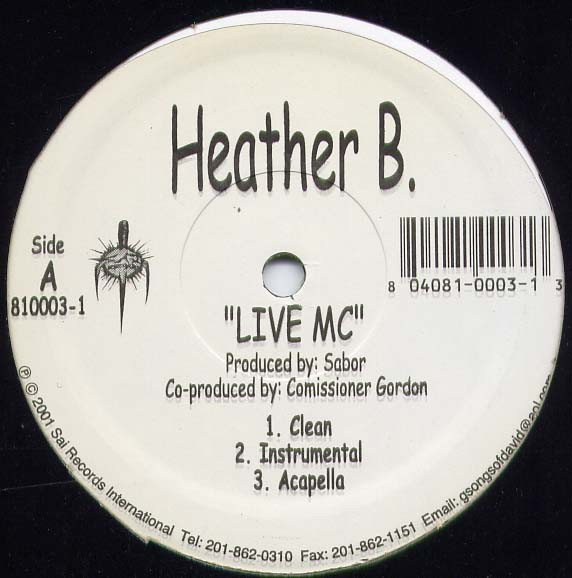 Heather B.
Side
A
810003-1
8 04081-0003-1 3
"LIVE MC"
Produced by: Sabor
Co-produced by: Comissioner Gordon
1. Clean
2. Instrumental
3. Acapella
℗ © 2001 Sai Records International Tel: 201-862-0310 Fax: 201-862-1151 Email: gsongsofdavid@aol.com